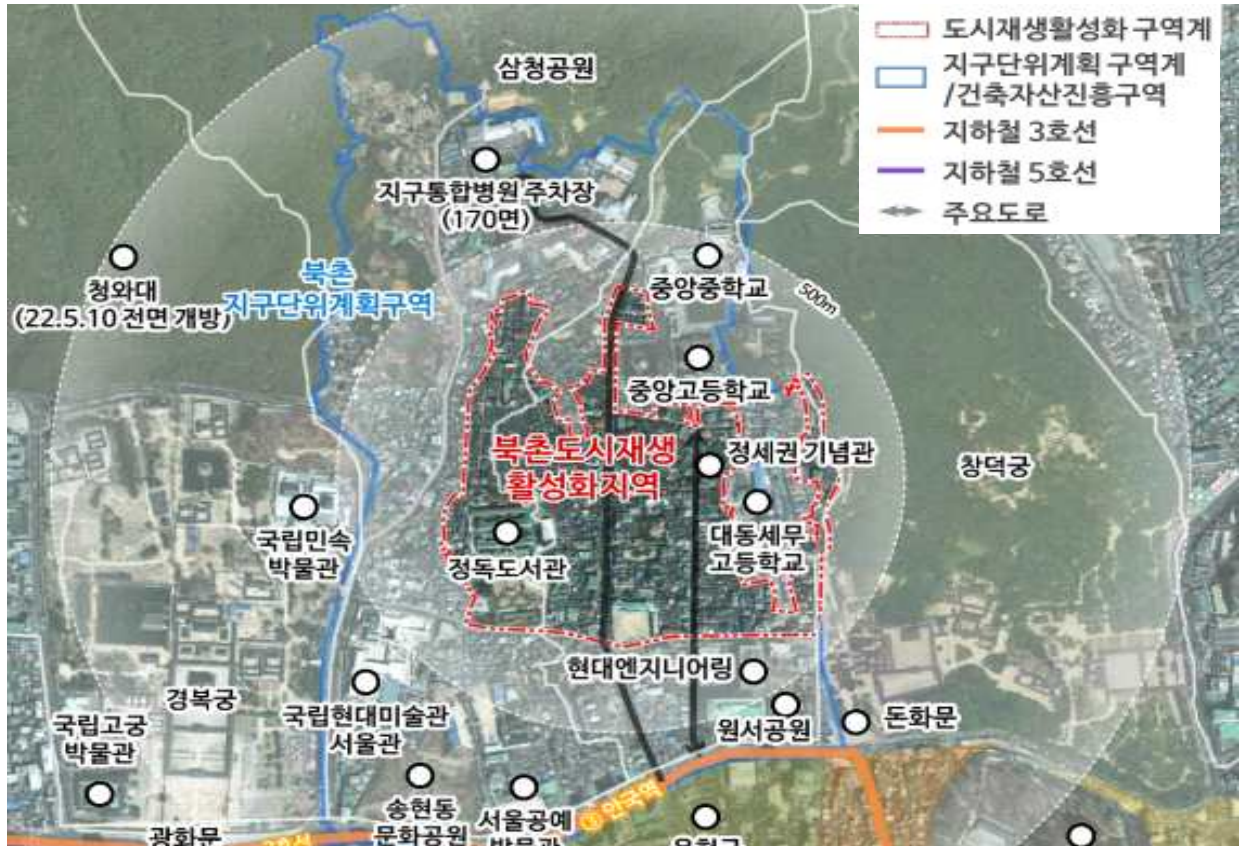 도시재생활성화 구역계
지구단위계획 구역계
/건축자산진흥구역
지하철 3호선
지하철 5호선
주요도로
삼청공원
지구통합병원 주차장
(170면)
청와대
(22.5.10 전면 개방)
북촌
지구단위계획구역
중앙중학교
500m
중앙고등학교
북촌도시재생
활성화지역
정세권 기념관
창덕궁
국립민속
박물관
정독도서관
대동세무
고등학교
현대엔지니어링
경복궁
국립고궁
박물관
국립현대미술관
서울관
원서공원
돈화문
송현동
문화공원
서울공예
박물관
③ 안국역
광화문